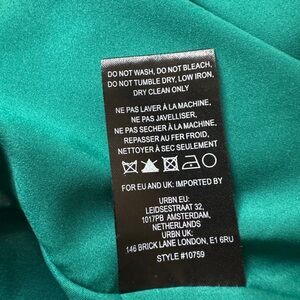 DO NOT WASH, DO NOT BLEACH,
DO NOT TUMBLE DRY, LOW IRON,
DRY CLEAN ONLY
NE PAS LAVER À LA MACHINE,
NE PAS JAVELLISER,
NE PAS SECHER À LA MACHINE,
REPASSER AU FER FROID,
NETTOYER À SEC SEULEMENT
FOR EU AND UK: IMPORTED BY
URBN EU:
LEIDSESTRAAT 32,
1017PB AMSTERDAM,
NETHERLANDS
URBN UK:
146 BRICK LANE LONDON, E1 6RU
STYLE #10759